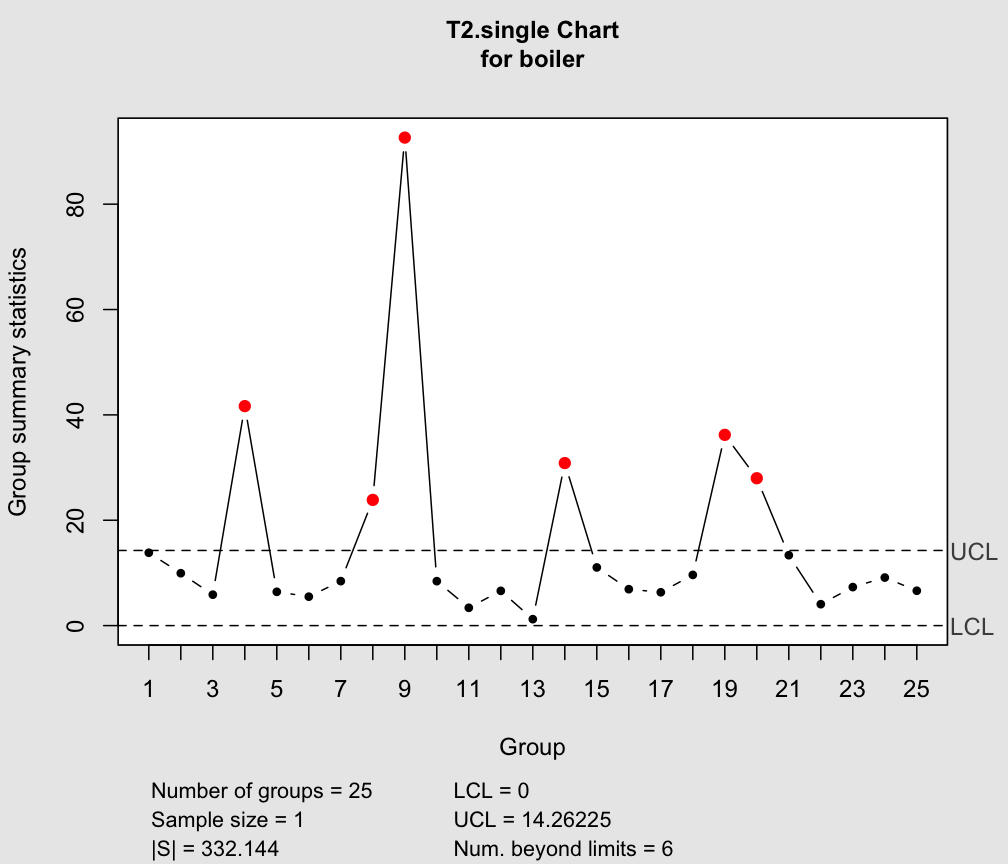 T2.single Chart
for boiler
Group summary statistics
80
60
40
20
0
UCL
LCL
1 3 5 7 9 11 13 15 17 19 21 23 25
Group
Number of groups = 25
Sample size = 1
|S| = 332.144
LCL = 0
UCL = 14.26225
Num. beyond limits = 6